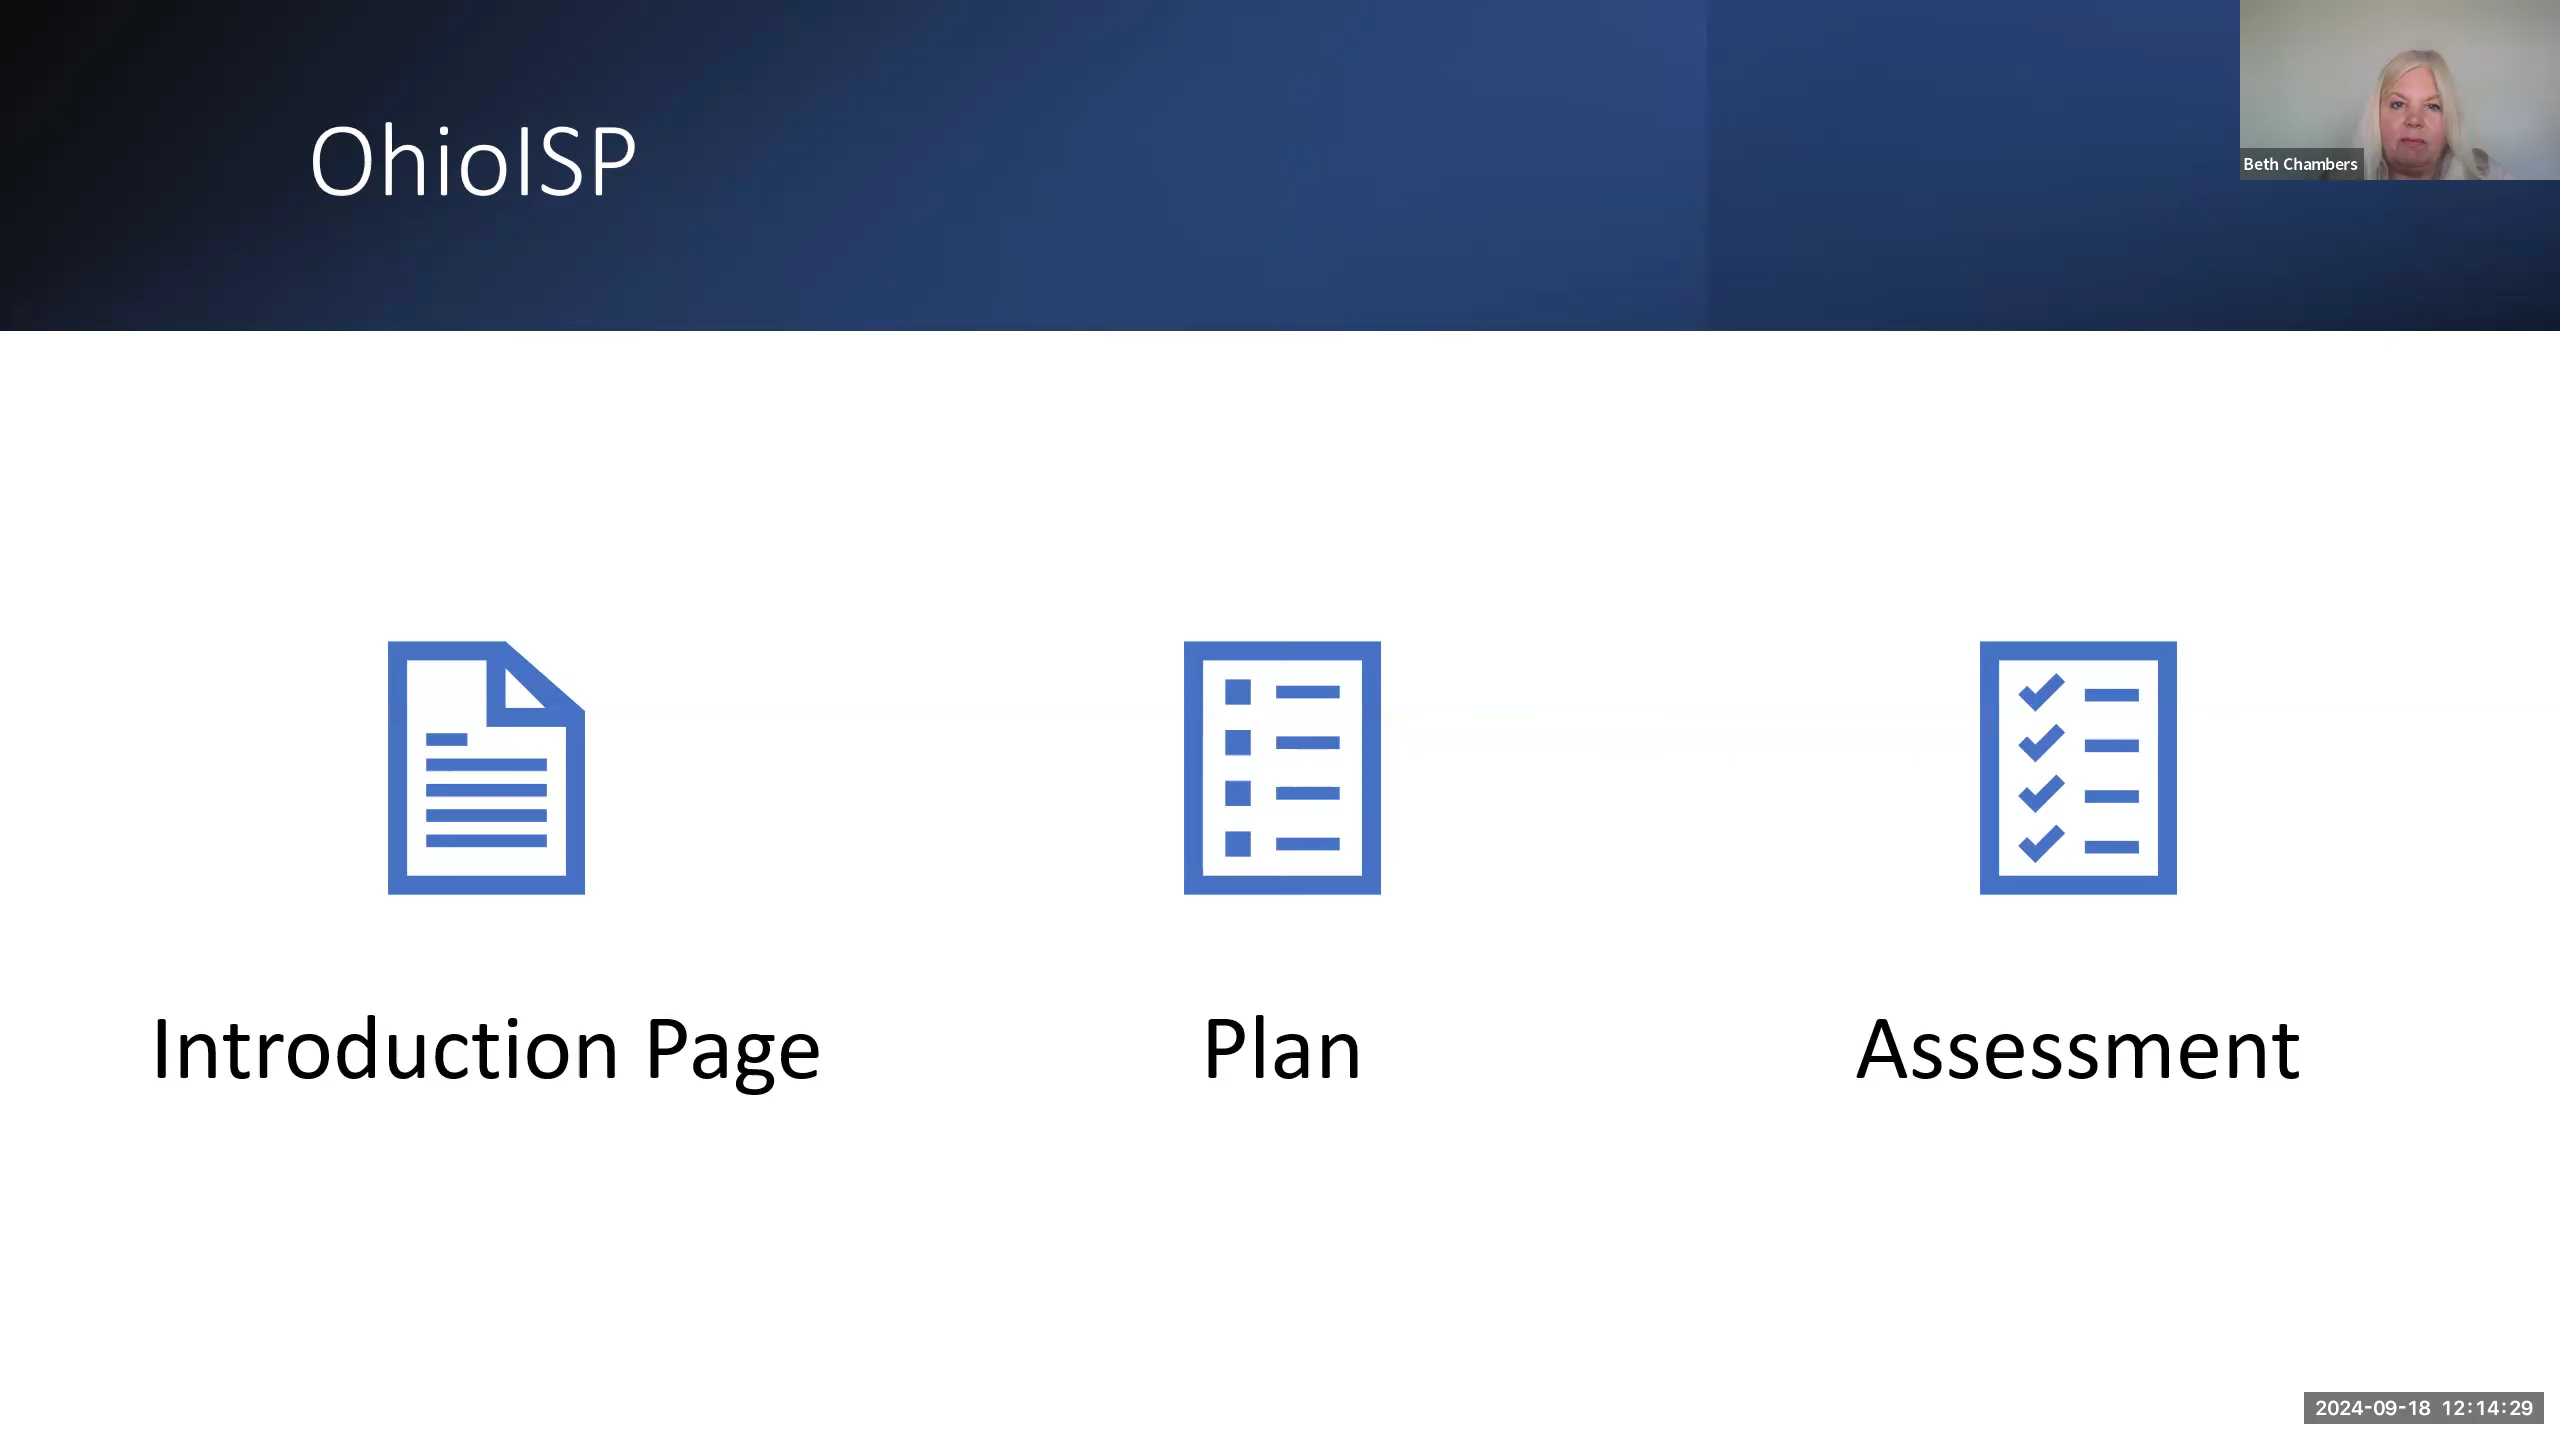 OhioISP
Beth Chambers
Introduction Page
Plan
Assessment
2024-09-18 12:14:29